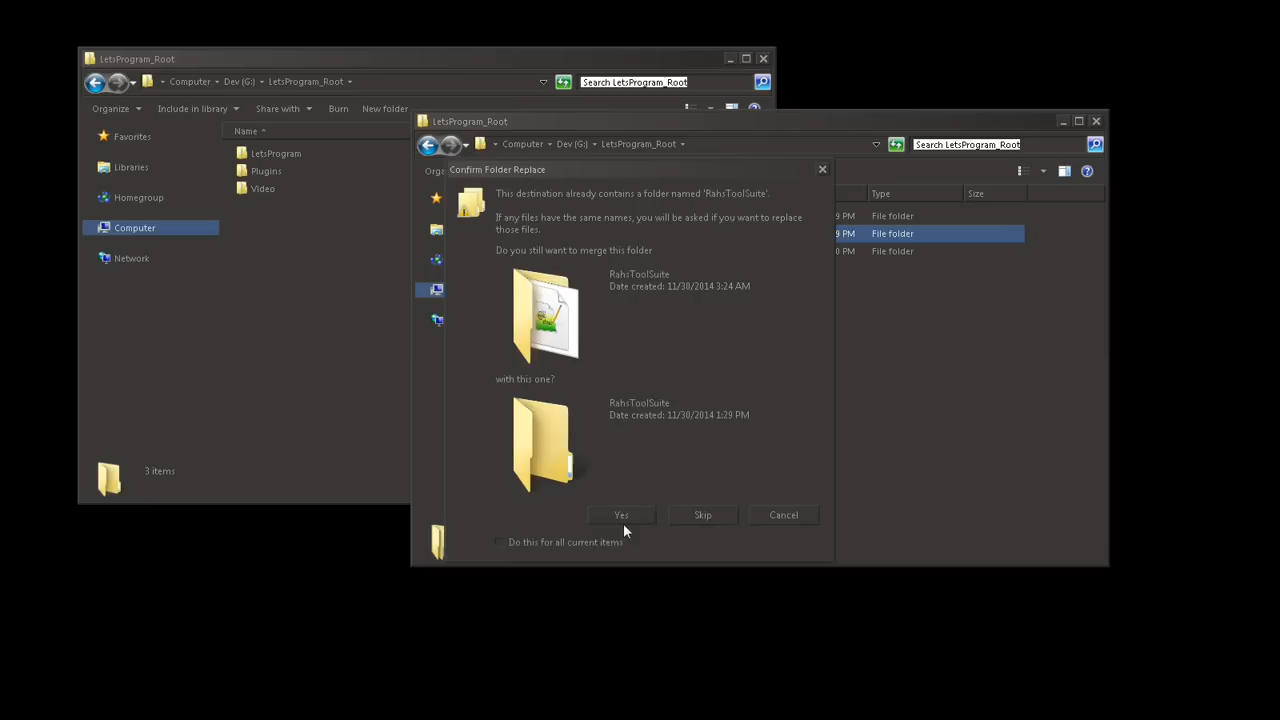 LetsProgram_Root
Computer Dev (G:) LetsProgram_Root
Search LetsProgram_Root
Organize Include in library Share with Burn New folder
Name
Favorites
Libraries
Homegroup
Computer
Network
LetsProgram
Plugins
Video
3 items
LetsProgram_Root
Computer Dev (G:) LetsProgram_Root
Search LetsProgram_Root
Orga
Type Size
9 PM File folder
9 PM File folder
0 PM File folder
Confirm Folder Replace
This destination already contains a folder named 'RahsToolSuite'.
If any files have the same names, you will be asked if you want to replace
those files.
Do you still want to merge this folder
RahsToolSuite
Date created: 11/30/2014 3:24 AM
with this one?
RahsToolSuite
Date created: 11/30/2014 1:29 PM
Yes Skip Cancel
Do this for all current items